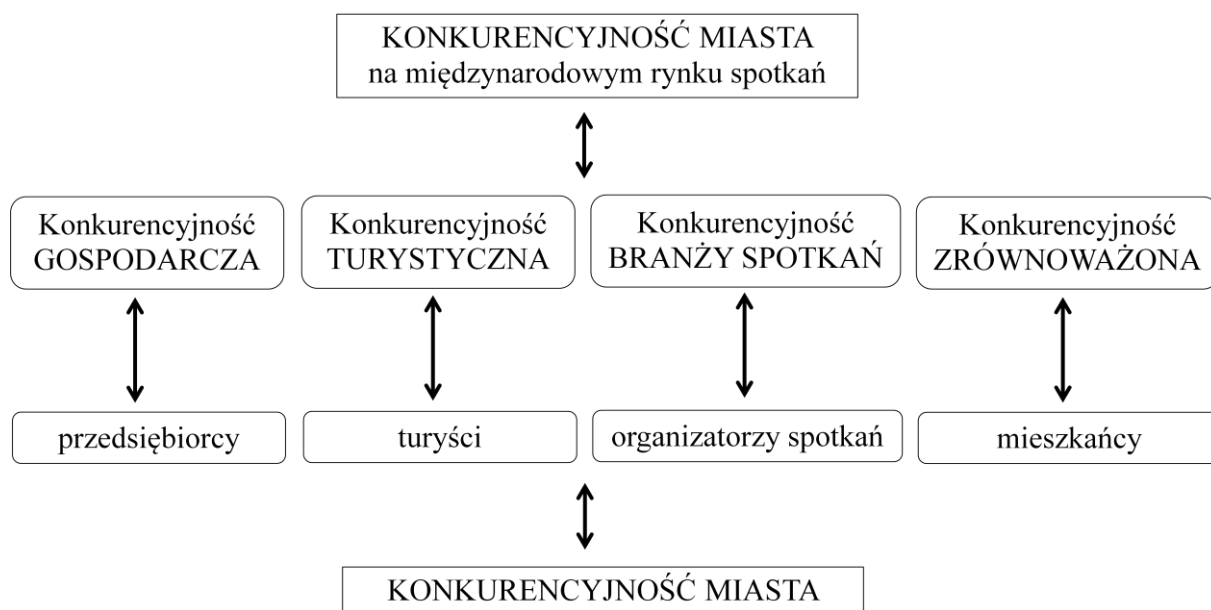 KONKURENCYJNOŚĆ MIASTA
na międzynarodowym rynku spotkań
Konkurencyjność
GOSPODARCZA
Konkurencyjność
TURYSTYCZNA
Konkurencyjność
BRANŻY SPOTKAŃ
Konkurencyjność
ZRÓWNOWAŻONA
przedsiębiorcy
turyści
organizatorzy spotkań
mieszkańcy
KONKURENCYJNOŚĆ MIASTA